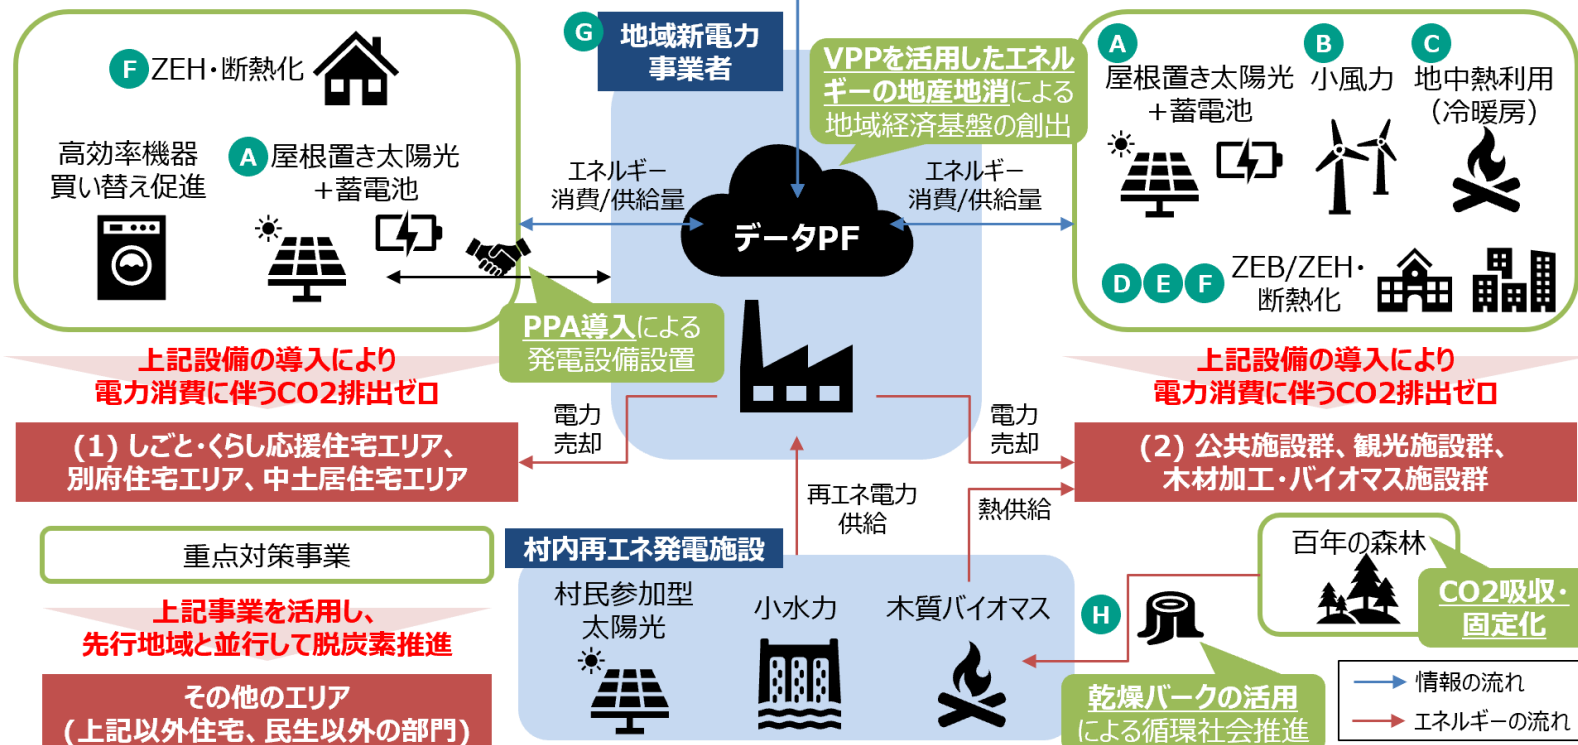 F ZEH・断熱化
高効率機器
買い替え促進
A 屋根置き太陽光
+蓄電池
G 地域新電力
事業者
VPPを活用したエネル
ギーの地産地消による
地域経済基盤の創出
エネルギー
消費/供給量
データPF
エネルギー
消費/供給量
PPA導入による
発電設備設置
A
屋根置き太陽光
+蓄電池
B
小風力
C
地中熱利用
(冷暖房)
D E F ZEB/ZEH・
断熱化
上記設備の導入により
電力消費に伴うCO2排出ゼロ
(1) しごと・くらし応援住宅エリア、
別府住宅エリア、中土居住宅エリア
電力
売却
電力
売却
上記設備の導入により
電力消費に伴うCO2排出ゼロ
(2) 公共施設群、観光施設群、
木材加工・バイオマス施設群
再エネ電力
供給
熱供給
重点対策事業
上記事業を活用し、
先行地域と並行して脱炭素推進
その他のエリア
(上記以外住宅、民生以外の部門)
村内再エネ発電施設
村民参加型
太陽光
小水力
木質バイオマス
H
百年の森林
CO2吸収・
固定化
乾燥バークの活用
による循環社会推進
情報の流れ
エネルギーの流れ